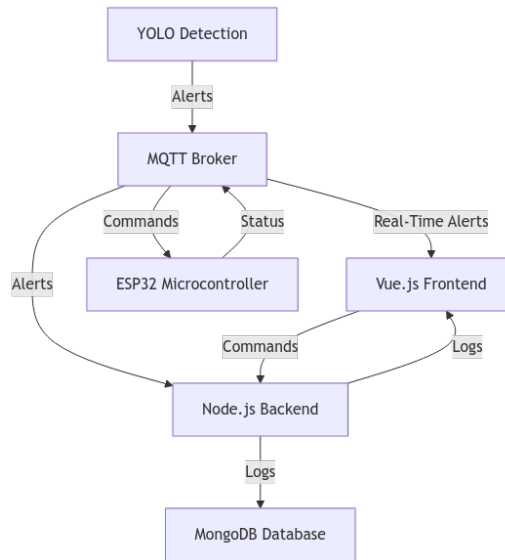 YOLO Detection
Alerts
MQTT Broker
Commands
Status
Real-Time Alerts
Alerts
ESP32 Microcontroller
Vue.js Frontend
Commands
Logs
Node.js Backend
Logs
MongoDB Database